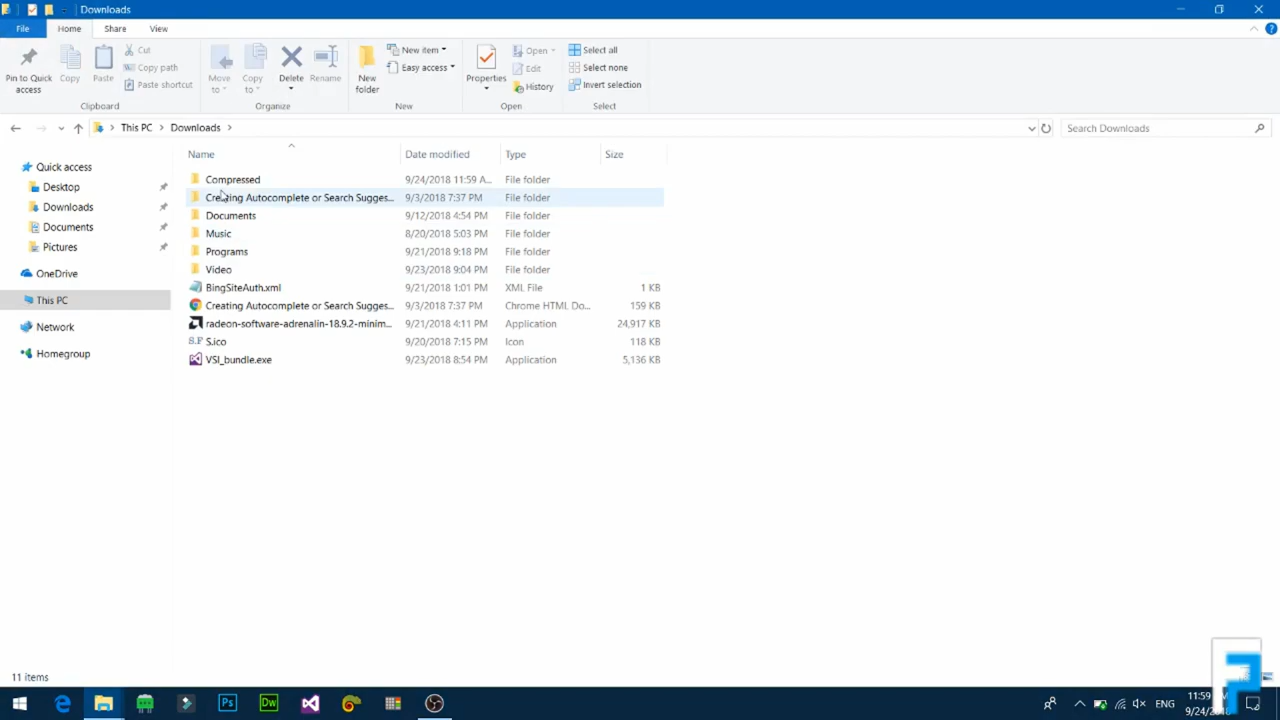 Downloads
File Home Share View
Pin to Quick access
Copy
Paste
Cut
Copy path
Paste shortcut
Clipboard
Move to
Copy to
Delete
Rename
Organize
New folder
New item
Easy access
New
Properties
Open
Edit
History
Open
Select all
Select none
Invert selection
Select
This PC Downloads
Search Downloads
Quick access
Desktop
Downloads
Documents
Pictures
OneDrive
This PC
Network
Homegroup
Name Date modified Type Size
Compressed 9/24/2018 11:59 A... File folder
Creating Autocomplete or Search Sugges... 9/3/2018 7:37 PM File folder
Documents 9/12/2018 4:54 PM File folder
Music 8/20/2018 5:03 PM File folder
Programs 9/21/2018 9:18 PM File folder
Video 9/23/2018 9:04 PM File folder
BingSiteAuth.xml 9/21/2018 1:01 PM XML File 1 KB
Creating Autocomplete or Search Sugges... 9/3/2018 7:37 PM Chrome HTML Do... 159 KB
radeon-software-adrenalin-18.9.2-minim... 9/21/2018 4:11 PM Application 24,917 KB
S.F S.ico 9/20/2018 7:15 PM Icon 118 KB
VSI_bundle.exe 9/23/2018 8:54 PM Application 5,136 KB
11 items
Ps Dw
ENG
11:59
9/24/2018